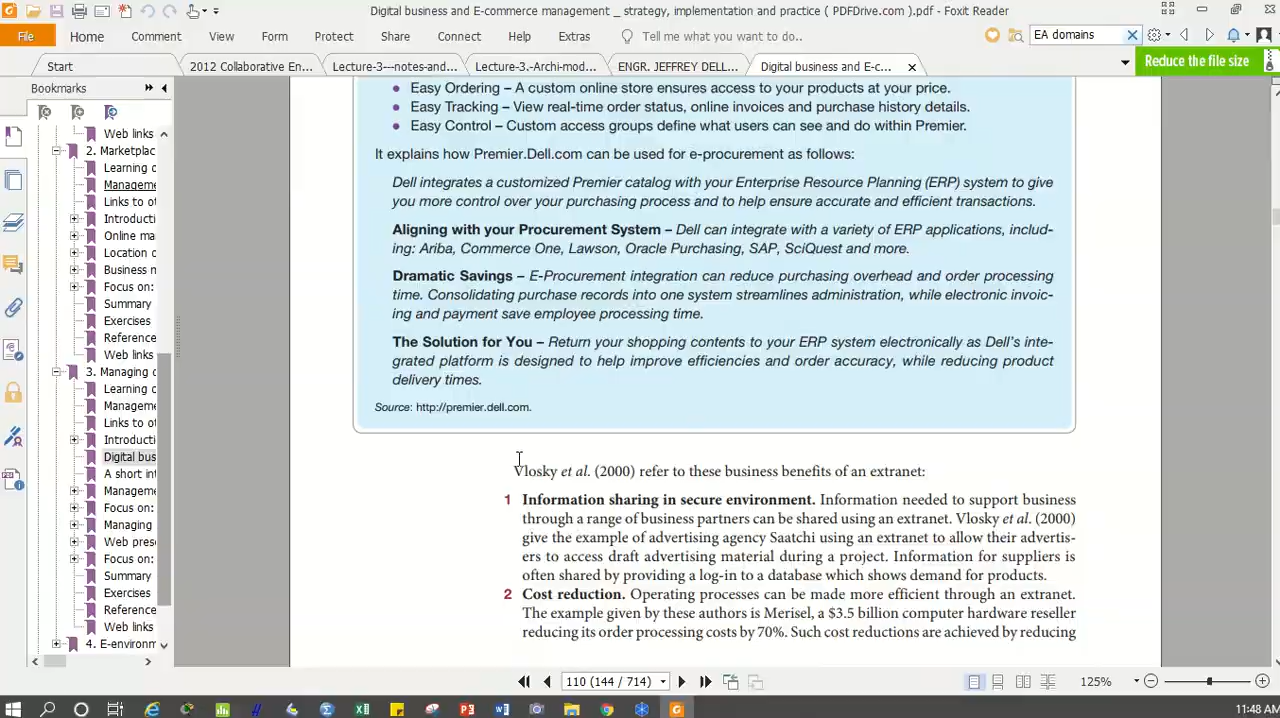 Digital business and E-commerce management _ strategy, implementation and practice ( PDFDrive.com ).pdf - Foxit Reader
File Home Comment View Form Protect Share Connect Help Extras Tell me what you want to do.. EA domains
Start 2012 Collaborative En... Lecture-3---notes-and... Lecture-3.-Archi-mod... ENGR. JEFFREY DELL... Digital business and E-c... Reduce the file size
Bookmarks
Web links
2. Marketplac
Learning c
Manageme
Links to ot
Introducti
Online ma
Location c
Business n
Focus on:
Summary
Exercises
Reference
Web links
3. Managing c
Learning c
Manageme
Links to ot
Introducti
Digital bus
A short int
Manageme
Focus on:
Managing
Web prese
Focus on:
Summary
Exercises
Reference
Web links
4. E-environm
• Easy Ordering – A custom online store ensures access to your products at your price.
• Easy Tracking – View real-time order status, online invoices and purchase history details.
• Easy Control – Custom access groups define what users can see and do within Premier.
It explains how Premier.Dell.com can be used for e-procurement as follows:
Dell integrates a customized Premier catalog with your Enterprise Resource Planning (ERP) system to give
you more control over your purchasing process and to help ensure accurate and efficient transactions.
Aligning with your Procurement System – Dell can integrate with a variety of ERP applications, includ-
ing: Ariba, Commerce One, Lawson, Oracle Purchasing, SAP, SciQuest and more.
Dramatic Savings – E-Procurement integration can reduce purchasing overhead and order processing
time. Consolidating purchase records into one system streamlines administration, while electronic invoic-
ing and payment save employee processing time.
The Solution for You – Return your shopping contents to your ERP system electronically as Dell's inte-
grated platform is designed to help improve efficiencies and order accuracy, while reducing product
delivery times.
Source: http://premier.dell.com.
Vlosky et al. (2000) refer to these business benefits of an extranet:
1 Information sharing in secure environment. Information needed to support business
through a range of business partners can be shared using an extranet. Vlosky et al. (2000)
give the example of advertising agency Saatchi using an extranet to allow their advertis-
ers to access draft advertising material during a project. Information for suppliers is
often shared by providing a log-in to a database which shows demand for products.
2 Cost reduction. Operating processes can be made more efficient through an extranet.
The example given by these authors is Merisel, a $3.5 billion computer hardware reseller
reducing its order processing costs by 70%. Such cost reductions are achieved by reducing
110 (144 / 714) 125%
11:48 AM